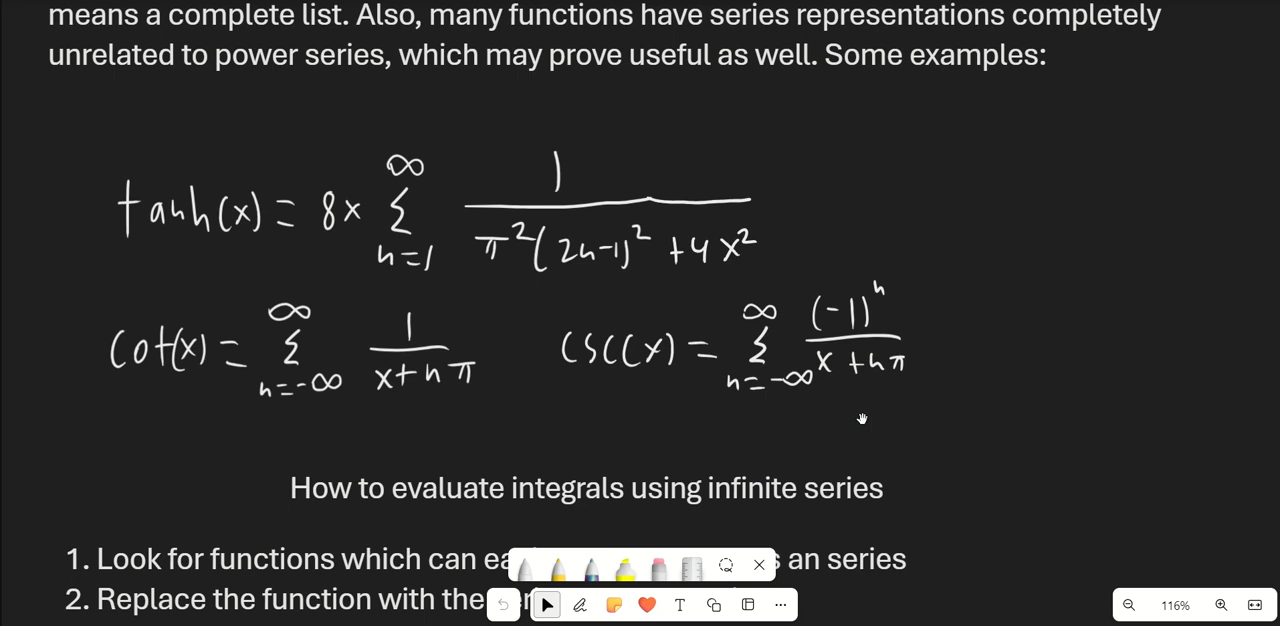 means a complete list. Also, many functions have series representations completely
unrelated to power series, which may prove useful as well. Some examples:
tanh(x) = 8x ∑_{n=1}^{∞} 1/(π²(2n-1)² + 4x²)
cot(x) = ∑_{n=-∞}^{∞} 1/(x+nπ) csc(x) = ∑_{n=-∞}^{∞} (-1)^n/(x+nπ)
How to evaluate integrals using infinite series
1. Look for functions which can an series
2. Replace the function with the
116%